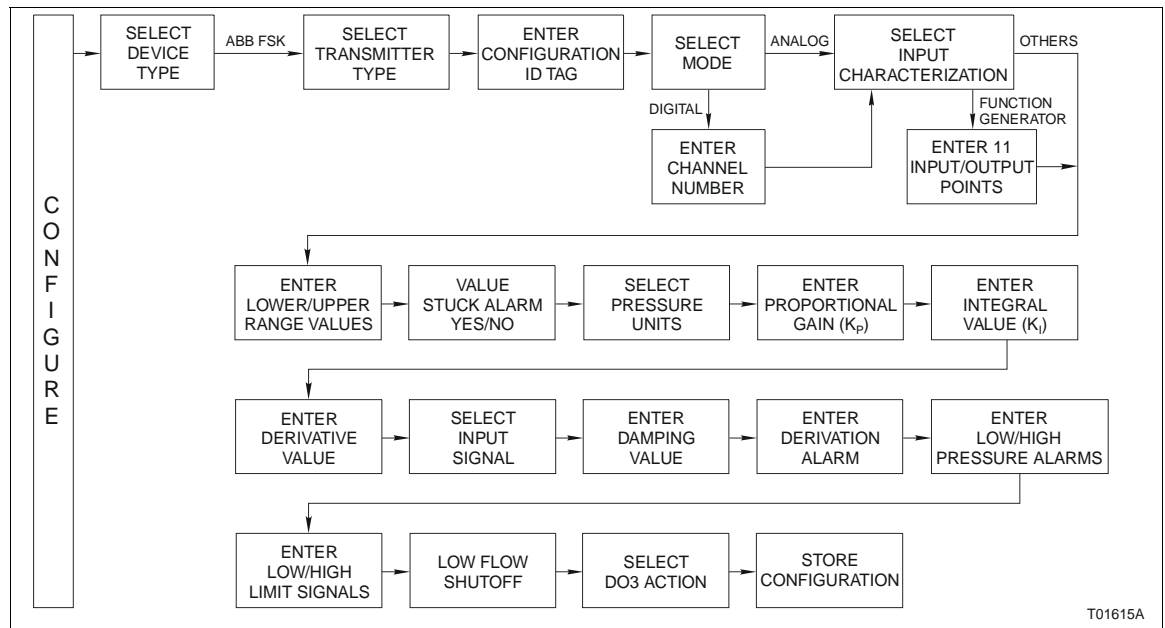 CONFIGURE
SELECT
DEVICE
TYPE
ABB FSK
SELECT
TRANSMITTER
TYPE
ENTER
CONFIGURATION
ID TAG
SELECT
MODE
ANALOG
SELECT
INPUT
CHARACTERIZATION
OTHERS
DIGITAL
FUNCTION
GENERATOR
ENTER
CHANNEL
NUMBER
ENTER 11
INPUT/OUTPUT
POINTS
ENTER
LOWER/UPPER
RANGE VALUES
VALUE
STUCK ALARM
YES/NO
SELECT
PRESSURE
UNITS
ENTER
PROPORTIONAL
GAIN (KP)
ENTER
INTEGRAL
VALUE (KI)
ENTER
DERIVATIVE
VALUE
SELECT
INPUT
SIGNAL
ENTER
DAMPING
VALUE
ENTER
DERIVATION
ALARM
ENTER
LOW/HIGH
PRESSURE ALARMS
ENTER
LOW/HIGH
LIMIT SIGNALS
LOW FLOW
SHUTOFF
SELECT
DO3 ACTION
STORE
CONFIGURATION
T01615A